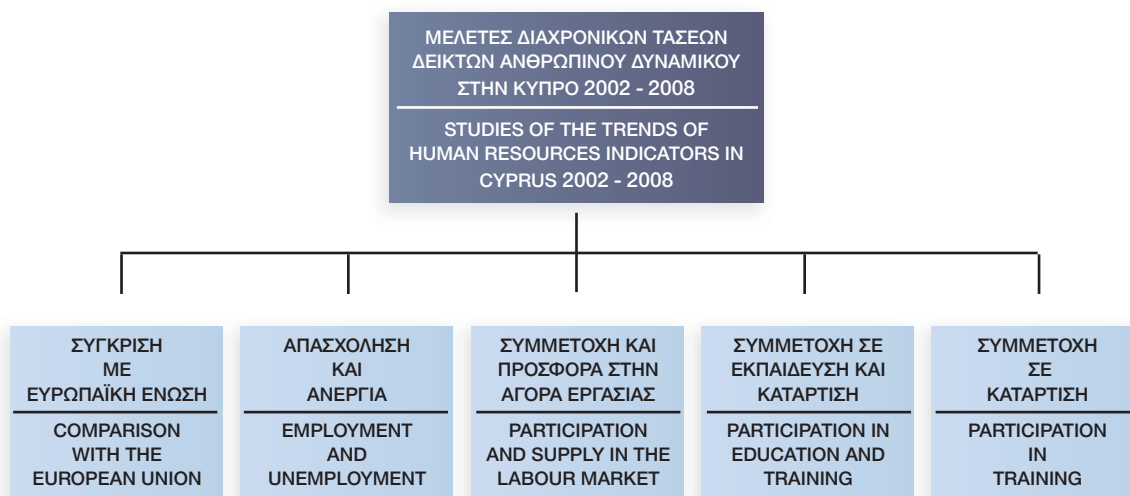 ΜΕΛΕΤΕΣ ΔΙΑΧΡΟΝΙΚΩΝ ΤΑΣΕΩΝ
ΔΕΙΚΤΩΝ ΑΝΘΡΩΠΙΝΟΥ ΔΥΝΑΜΙΚΟΥ
ΣΤΗΝ ΚΥΠΡΟ 2002 - 2008
STUDIES OF THE TRENDS OF
HUMAN RESOURCES INDICATORS IN
CYPRUS 2002 - 2008
ΣΥΓΚΡΙΣΗ
ΜΕ
ΕΥΡΩΠΑΪΚΗ ΕΝΩΣΗ
COMPARISON
WITH THE
EUROPEAN UNION
ΑΠΑΣΧΟΛΗΣΗ
ΚΑΙ
ΑΝΕΡΓΙΑ
EMPLOYMENT
AND
UNEMPLOYMENT
ΣΥΜΜΕΤΟΧΗ ΚΑΙ
ΠΡΟΣΦΟΡΑ ΣΤΗΝ
ΑΓΟΡΑ ΕΡΓΑΣΙΑΣ
PARTICIPATION
AND SUPPLY IN THE
LABOUR MARKET
ΣΥΜΜΕΤΟΧΗ ΣΕ
ΕΚΠΑΙΔΕΥΣΗ ΚΑΙ
ΚΑΤΑΡΤΙΣΗ
PARTICIPATION IN
EDUCATION AND
TRAINING
ΣΥΜΜΕΤΟΧΗ
ΣΕ
ΚΑΤΑΡΤΙΣΗ
PARTICIPATION
IN
TRAINING